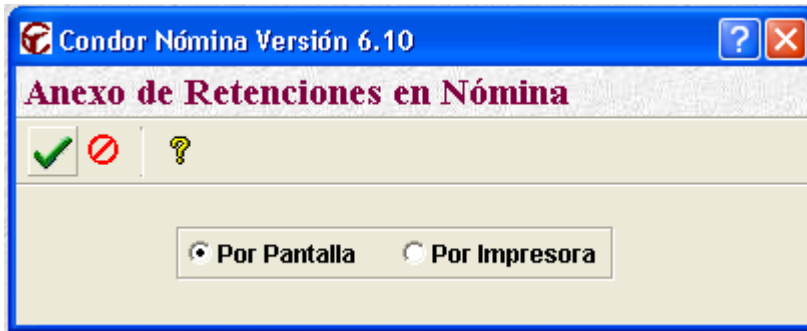 Condor Nómina Versión 6.10
Anexo de Retenciones en Nómina
Por Pantalla Por Impresora